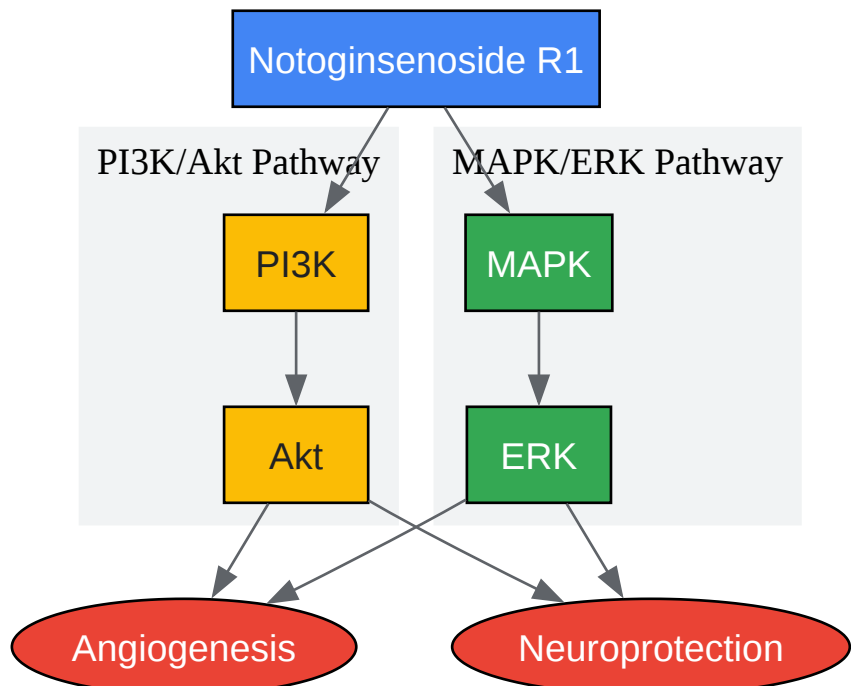 Notoginsenoside R1
PI3K/Akt Pathway
MAPK/ERK Pathway
PI3K
MAPK
Akt
ERK
Angiogenesis
Neuroprotection